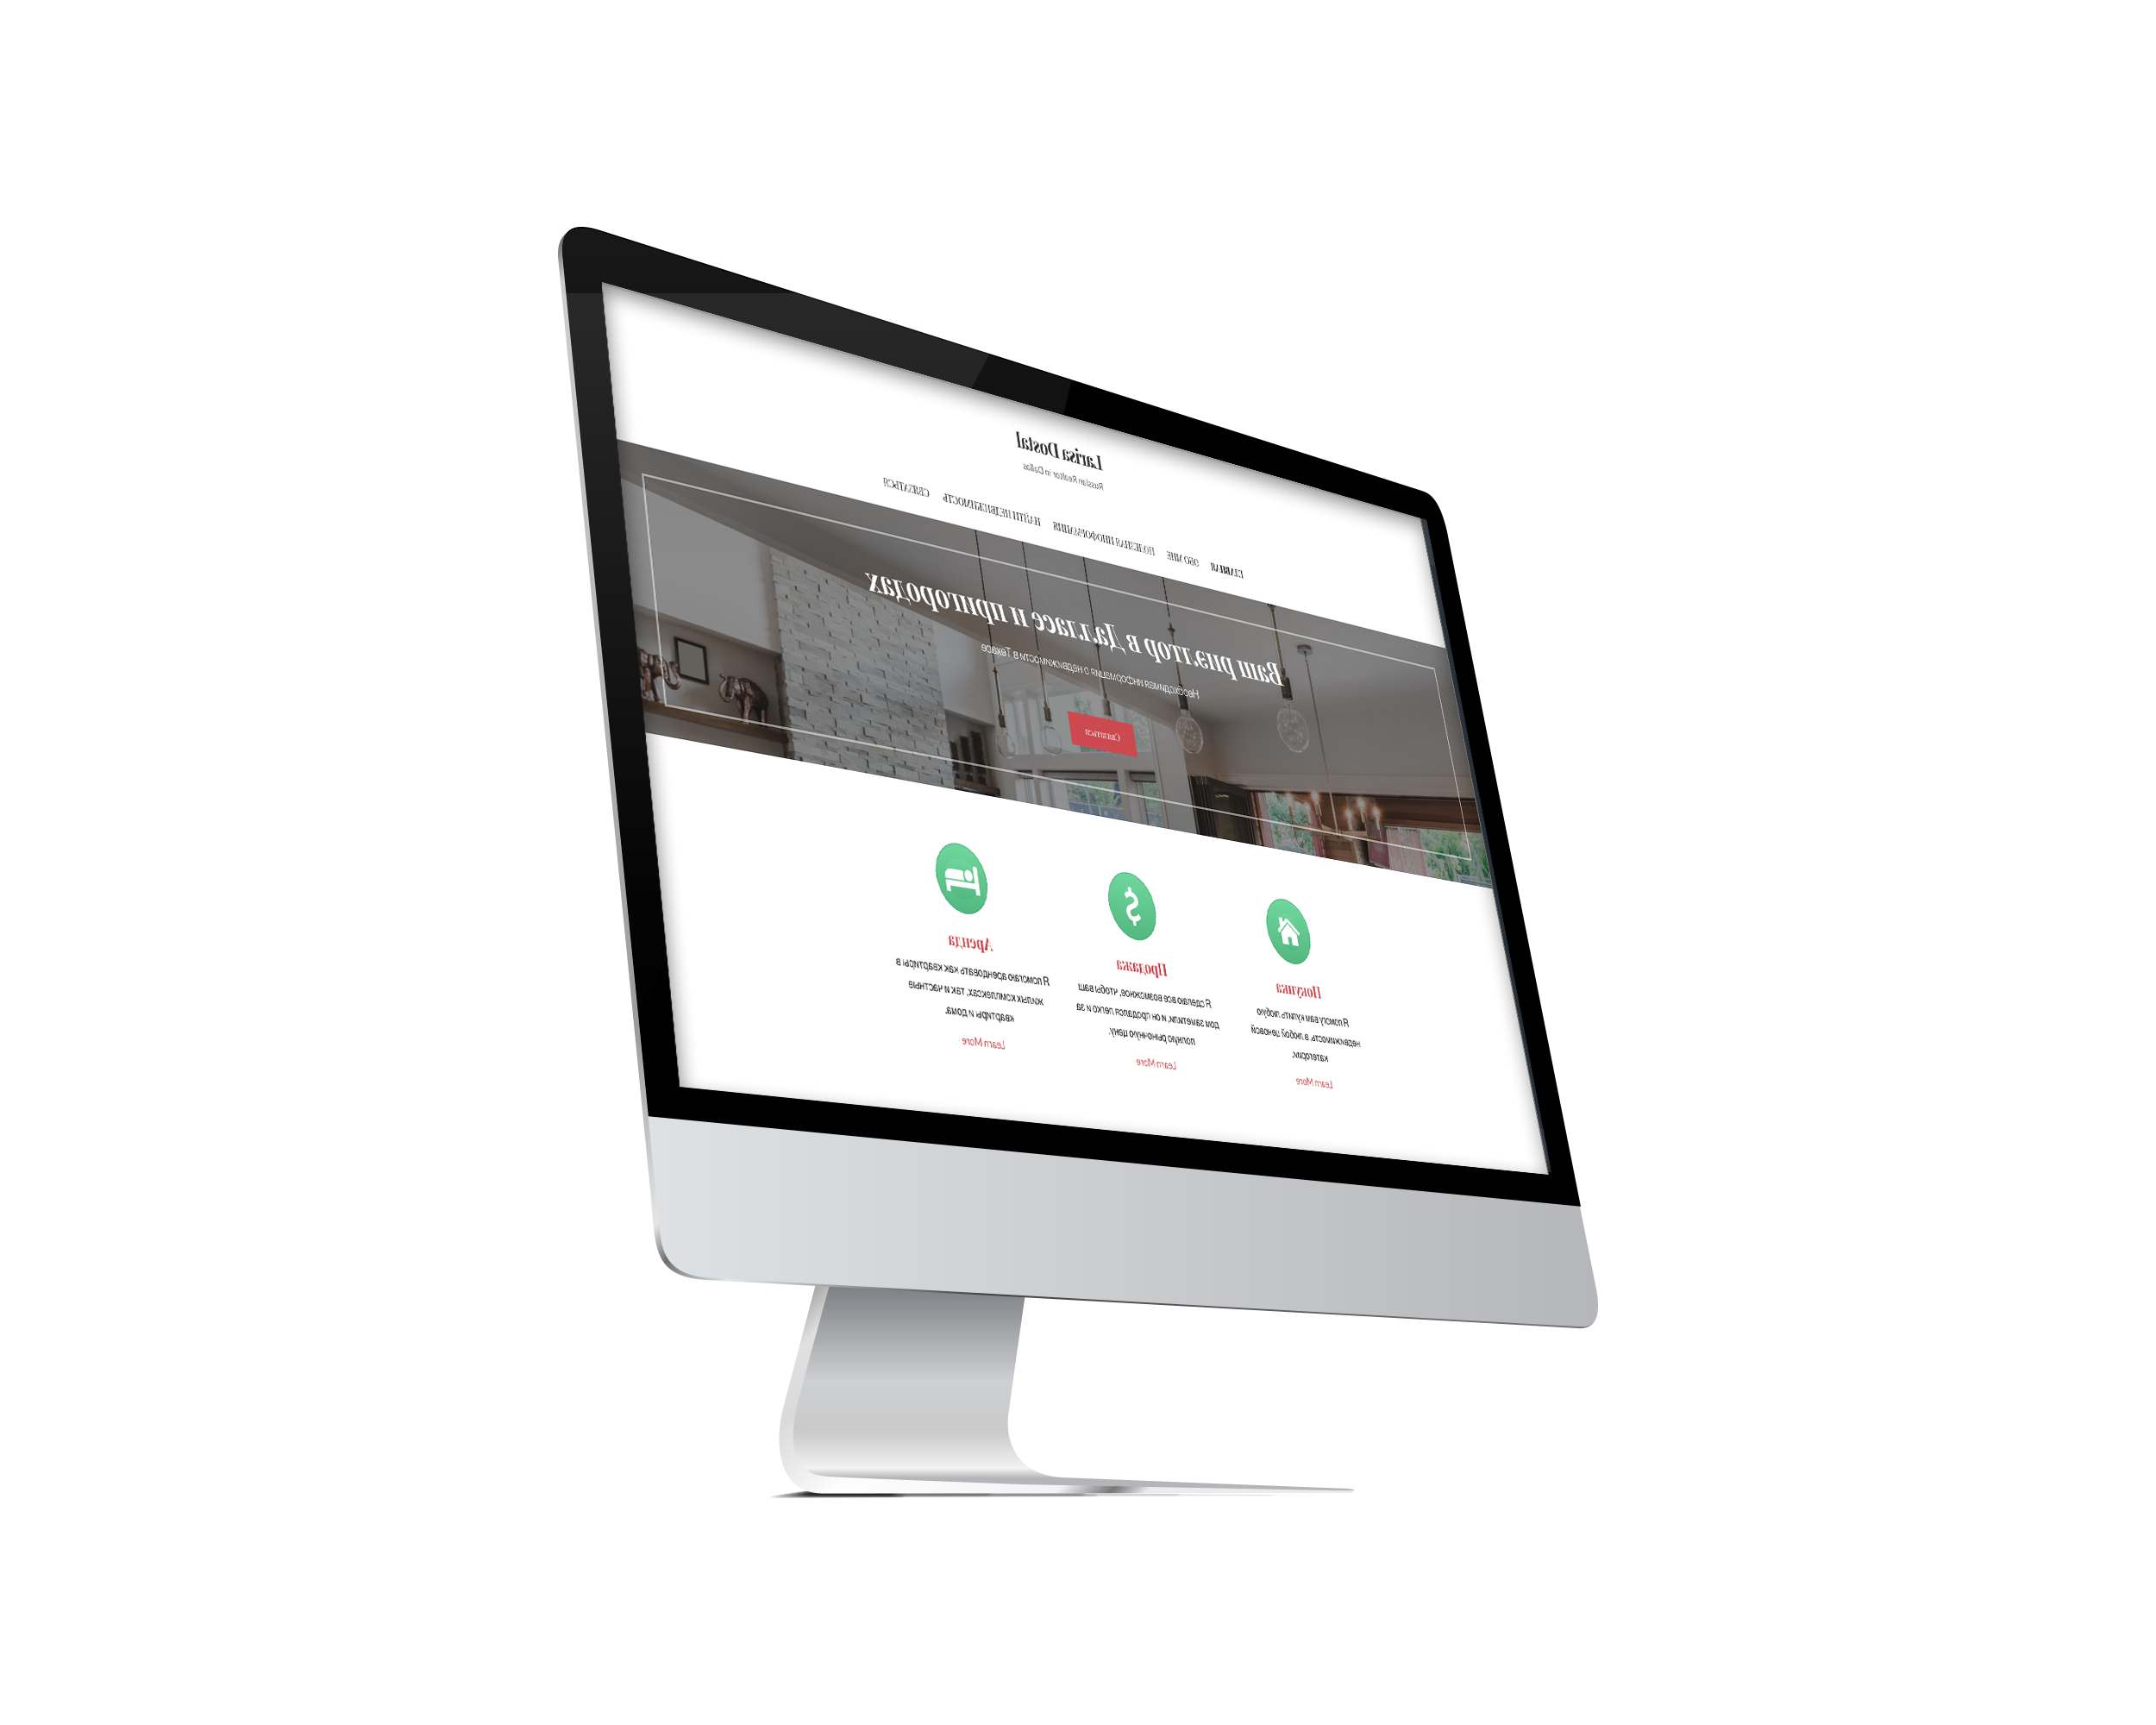 Larisa Dostal
Russian Realtor in Dallas
ГЛАВНАЯ ОБО МНЕ ПОЛЕЗНАЯ ИНФОРМАЦИЯ НАЙТИ НЕДВИЖИМОСТЬ СВЯЗАТЬСЯ
Ваш риэлтор в Далласе и пригородах
Необходимая информация о недвижимости в Техасе
Связаться
Покупка
Я помогу вам купить любую
недвижимость, в любой ценовой
категории.
Learn More
Продажа
Я сделаю все возможное, чтобы ваш
дом заметили, и он продался легко и за
полную рыночную цену.
Learn More
Аренда
Я помогаю арендовать как квартиры в
жилых комплексах, так и частные
квартиры и дома.
Learn More